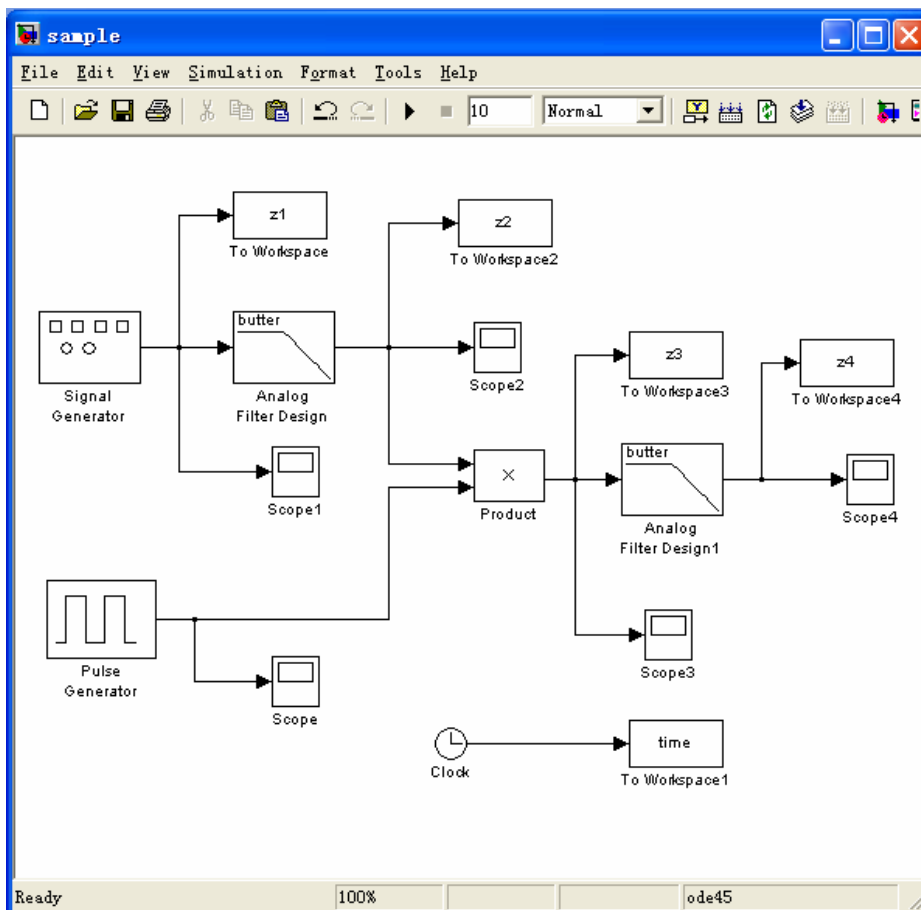 sample
File Edit View Simulation Format Tools Help
10 Normal
z1
To Workspace
z2
To Workspace2
butter
Signal
Generator
Analog
Filter Design
Scope2
z3
To Workspace3
z4
To Workspace4
Scope1
×
Product
butter
Analog
Filter Design1
Scope4
Pulse
Generator
Scope
Scope3
Clock
time
To Workspace1
Ready 100% ode45